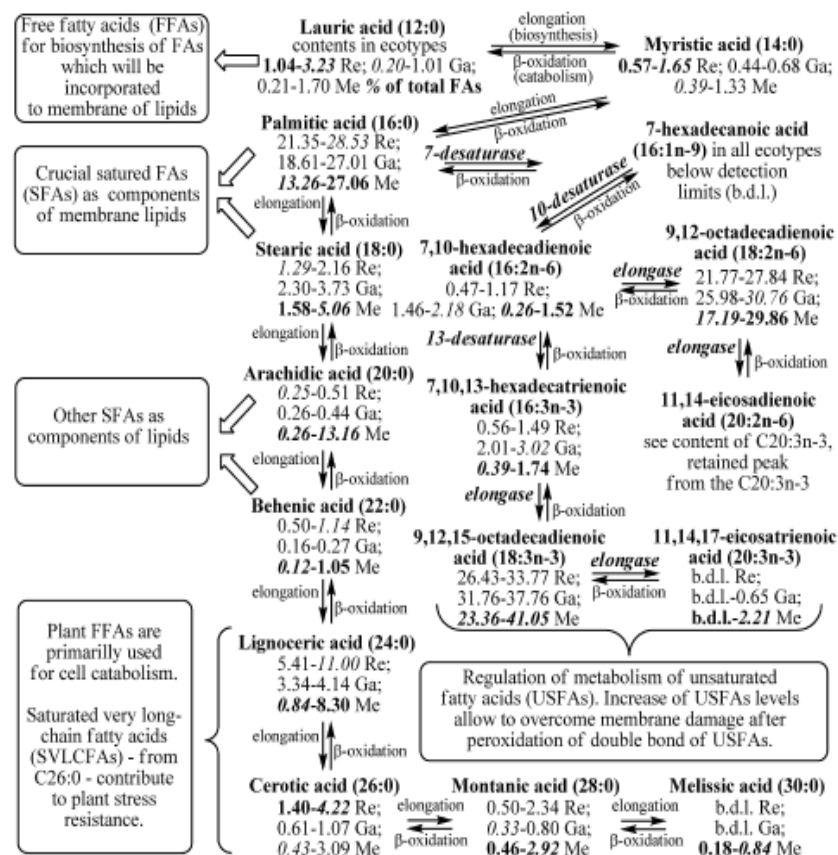 Free fatty acids (FFAs)
for biosynthesis of FAs
which will be
incorporated
to membrane of lipids
Lauric acid (12:0)
contents in ecotypes
1.04-3.23 Re; 0.20-1.01 Ga;
0.21-1.70 Me % of total FAs
elongation
(biosynthesis)
β-oxidation
(catabolism)
Myristic acid (14:0)
0.57-1.65 Re; 0.44-0.68 Ga;
0.39-1.33 Me
elongation
β-oxidation
Palmitic acid (16:0)
21.35-28.53 Re;
18.61-27.01 Ga;
13.26-27.06 Me
Crucial satured FAs
(SFAs) as components
of membrane lipids
7-desaturase
β-oxidation
7-hexadecanoic acid
(16:1n-9) in all ecotypes
below detection
limits (b.d.l.)
10-desaturase
β-oxidation
elongation
β-oxidation
Stearic acid (18:0)
1.29-2.16 Re;
2.30-3.73 Ga;
1.58-5.06 Me
7,10-hexadecadienoic
acid (16:2n-6)
0.47-1.17 Re;
1.46-2.18 Ga; 0.26-1.52 Me
elongase
β-oxidation
9,12-octadecadienoic
acid (18:2n-6)
21.77-27.84 Re;
25.98-30.76 Ga;
17.19-29.86 Me
elongation
β-oxidation
13-desaturase
β-oxidation
elongase
β-oxidation
Arachidic acid (20:0)
0.25-0.51 Re;
0.26-0.44 Ga;
0.26-13.16 Me
Other SFAs as
components of lipids
7,10,13-hexadecatrienoic
acid (16:3n-3)
0.56-1.49 Re;
2.01-3.02 Ga;
0.39-1.74 Me
11,14-eicosadienoic
acid (20:2n-6)
see content of C20:3n-3,
retained peak
from the C20:3n-3
elongation
β-oxidation
elongase
β-oxidation
Behenic acid (22:0)
0.50-1.14 Re;
0.16-0.27 Ga;
0.12-1.05 Me
9,12,15-octadecadienoic
acid (18:3n-3)
26.43-33.77 Re;
31.76-37.76 Ga;
23.36-41.05 Me
elongase
β-oxidation
11,14,17-eicosatrienoic
acid (20:3n-3)
b.d.l. Re;
b.d.l.-0.65 Ga;
b.d.l.-2.21 Me
elongation
β-oxidation
Plant FFAs are
primarilly used
for cell catabolism.
Saturated very long-
chain fatty acids
(SVLCFAs) - from
C26:0 - contribute
to plant stress
resistance.
Lignoceric acid (24:0)
5.41-11.00 Re;
3.34-4.14 Ga;
0.84-8.30 Me
Regulation of metabolism of unsaturated
fatty acids (USFAs). Increase of USFAs levels
allow to overcome membrane damage after
peroxidation of double bond of USFAs.
elongation
β-oxidation
Cerotic acid (26:0)
1.40-4.22 Re;
0.61-1.07 Ga;
0.43-3.09 Me
elongation
β-oxidation
Montanic acid (28:0)
0.50-2.34 Re;
0.33-0.80 Ga;
0.46-2.92 Me
elongation
β-oxidation
Melissic acid (30:0)
b.d.l. Re;
b.d.l. Ga;
0.18-0.84 Me